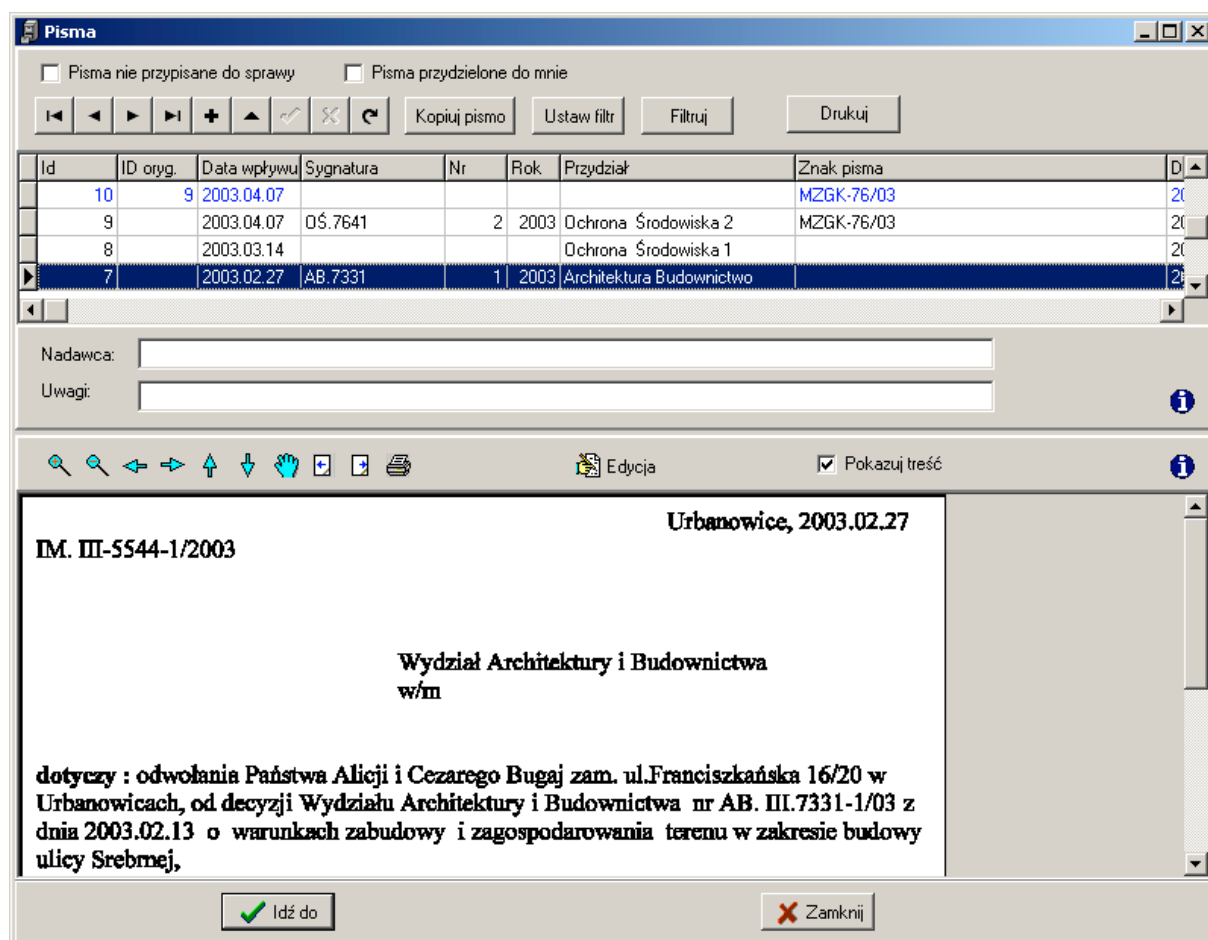 Pisma
Pisma nie przypisane do sprawy Pisma przydzielone do mnie
Kopiuj pismo Ustaw filtr Filtruj Drukuj
Id ID oryg. Data wpływu Sygnatura Nr Rok Przydział Znak pisma D
10 9 2003.04.07 MZGK-76/03 20
9 2003.04.07 OŚ.7641 2 2003 Ochrona Środowiska 2 MZGK-76/03 20
8 2003.03.14 Ochrona Środowiska 1 20
7 2003.02.27 AB.7331 1 2003 Architektura Budownictwo
Nadawca:
Uwagi:
Edycja Pokazuj treść
Urbanowice, 2003.02.27
IM. III-5544-1/2003
Wydział Architektury i Budownictwa
w/m
dotyczy : odwołania Państwa Alicji i Cezarego Bugaj zam. ul.Franciszkańska 16/20 w
Urbanowicach, od decyzji Wydziału Architektury i Budownictwa nr AB. III.7331-1/03 z
dnia 2003.02.13 o warunkach zabudowy i zagospodarowania terenu w zakresie budowy
ulicy Srebrnej,
Idź do Zamknij